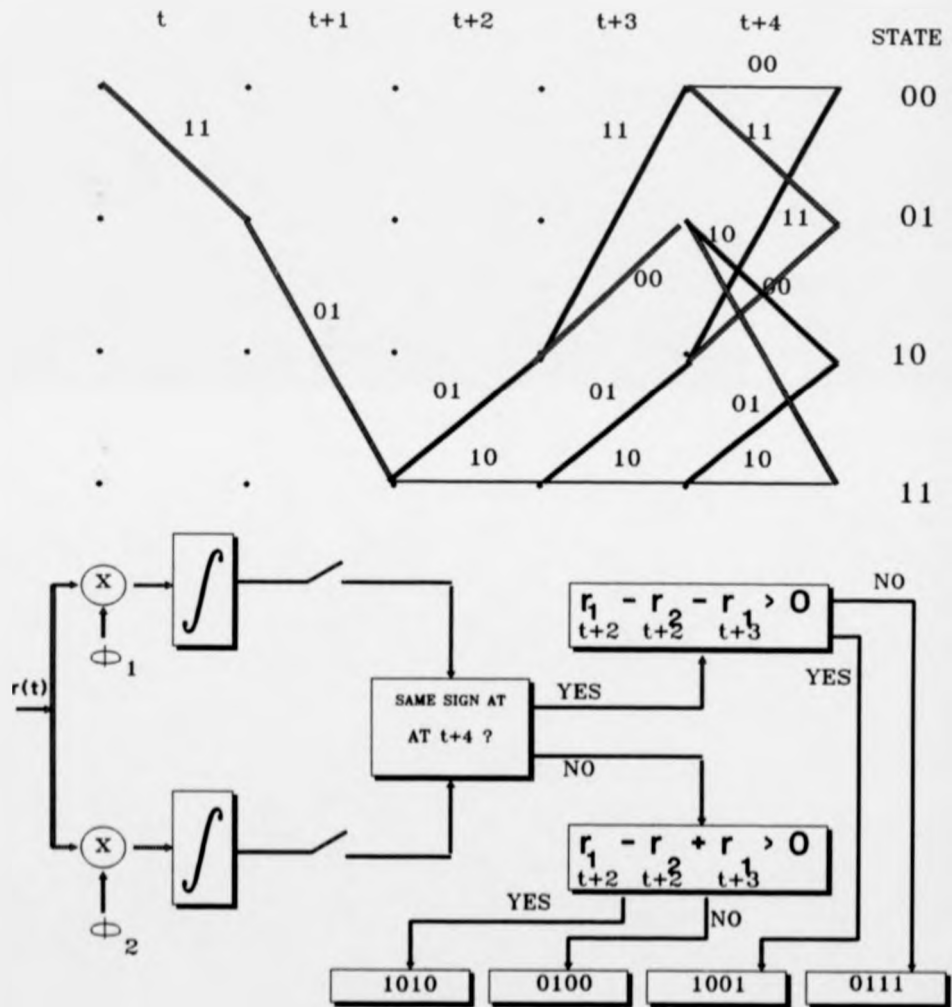 t t+1 t+2 t+3 t+4 STATE
00
00
11 11 11
01
11
10
00 00
01
10
01 01 01
10 10 10
11
X
∫
ϕ 1
r(t)
SAME SIGN AT
AT t+4 ?
YES
NO
r1 - r2 - r1 > 0
t+2 t+2 t+3
NO
YES
X
∫
ϕ 2
r1 - r2 + r1 > 0
t+2 t+2 t+3
YES
NO
1010 0100 1001 0111